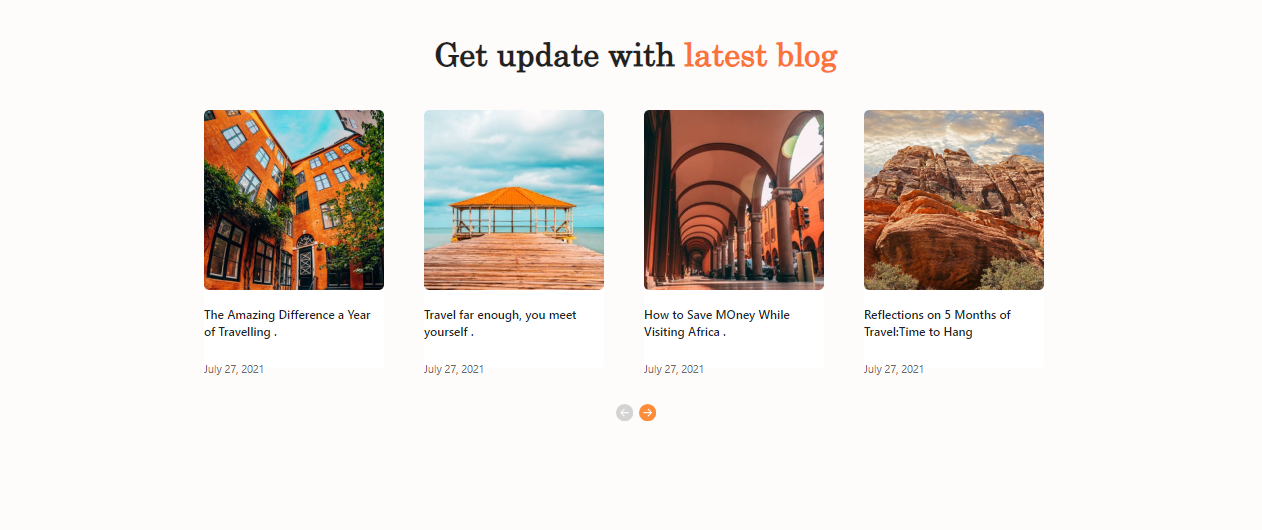 Get update with latest blog
The Amazing Difference a Year
of Travelling .
July 27, 2021
Travel far enough, you meet
yourself .
July 27, 2021
How to Save MOney While
Visiting Africa .
July 27, 2021
Reflections on 5 Months of
Travel:Time to Hang
July 27, 2021